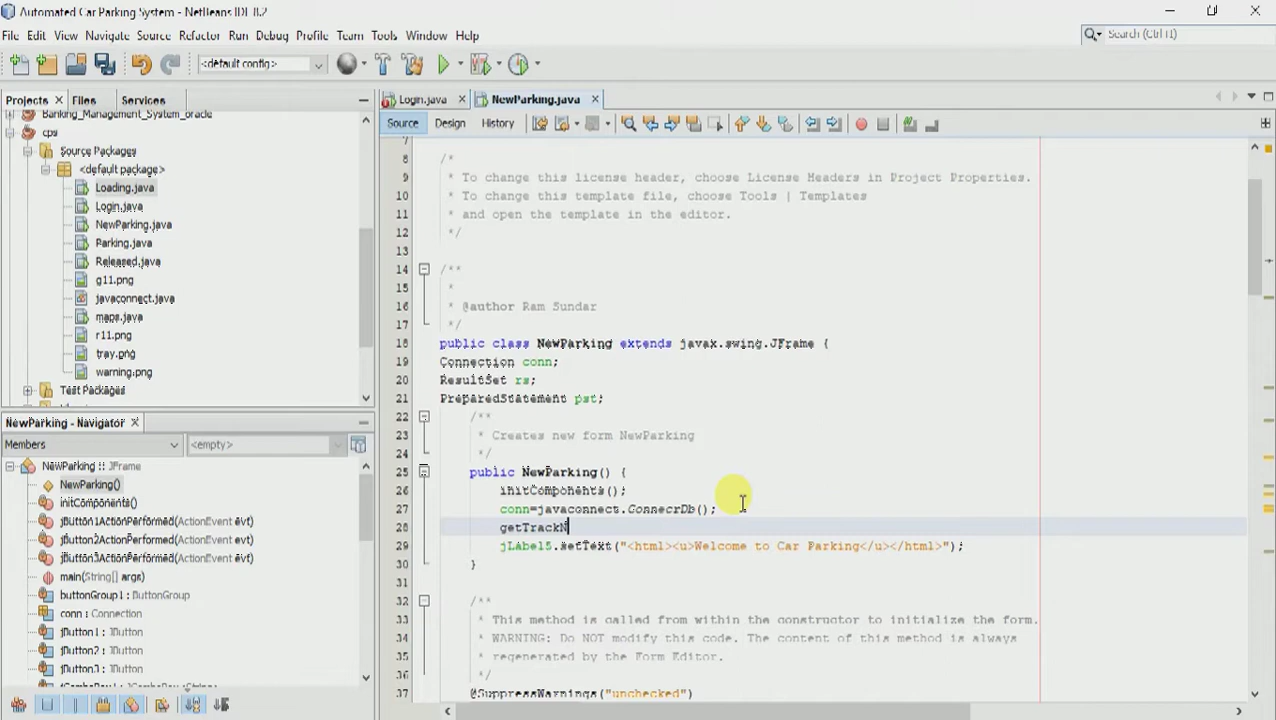 Automated Car Parking System - NetBeans IDE 8.2
File Edit View Navigate Source Refactor Run Debug Profile Team Tools Window Help
Search (Ctrl+I)
<default config>
Projects Files Services
Login.java NewParking.java
Source Design History
Banking_Management_System_oracle
cps
Source Packages
<default package>
Loading.java
Login.java
NewParking.java
Parking.java
Released.java
g11.png
javaconnect.java
maps.java
r11.png
tray.png
warning.png
Test Packages
NewParking - Navigator
Members <empty>
NewParking :: JFrame
NewParking()
initComponents()
jButton1ActionPerformed(ActionEvent evt)
jButton2ActionPerformed(ActionEvent evt)
jButton3ActionPerformed(ActionEvent evt)
main(String[] args)
buttonGroup1 : ButtonGroup
conn : Connection
jButton1 : JButton
jButton2 : JButton
jButton3 : JButton
7
8 /*
9 * To change this license header, choose License Headers in Project Properties.
10 * To change this template file, choose Tools | Templates
11 * and open the template in the editor.
12 */
13
14 /**
15 *
16 * @author Ram Sundar
17 */
18 public class NewParking extends javax.swing.JFrame {
19 Connection conn;
20 ResultSet rs;
21 PreparedStatement pst;
22 /**
23 * Creates new form NewParking
24 */
25 public NewParking() {
26 initComponents();
27 conn=javaconnect.ConnecrDb();
28 getTrackN
29 jLabel5.setText("<html><u>Welcome to Car Parking</u></html>");
30 }
31
32 /**
33 * This method is called from within the constructor to initialize the form.
34 * WARNING: Do NOT modify this code. The content of this method is always
35 * regenerated by the Form Editor.
36 */
37 @SuppressWarnings("unchecked")